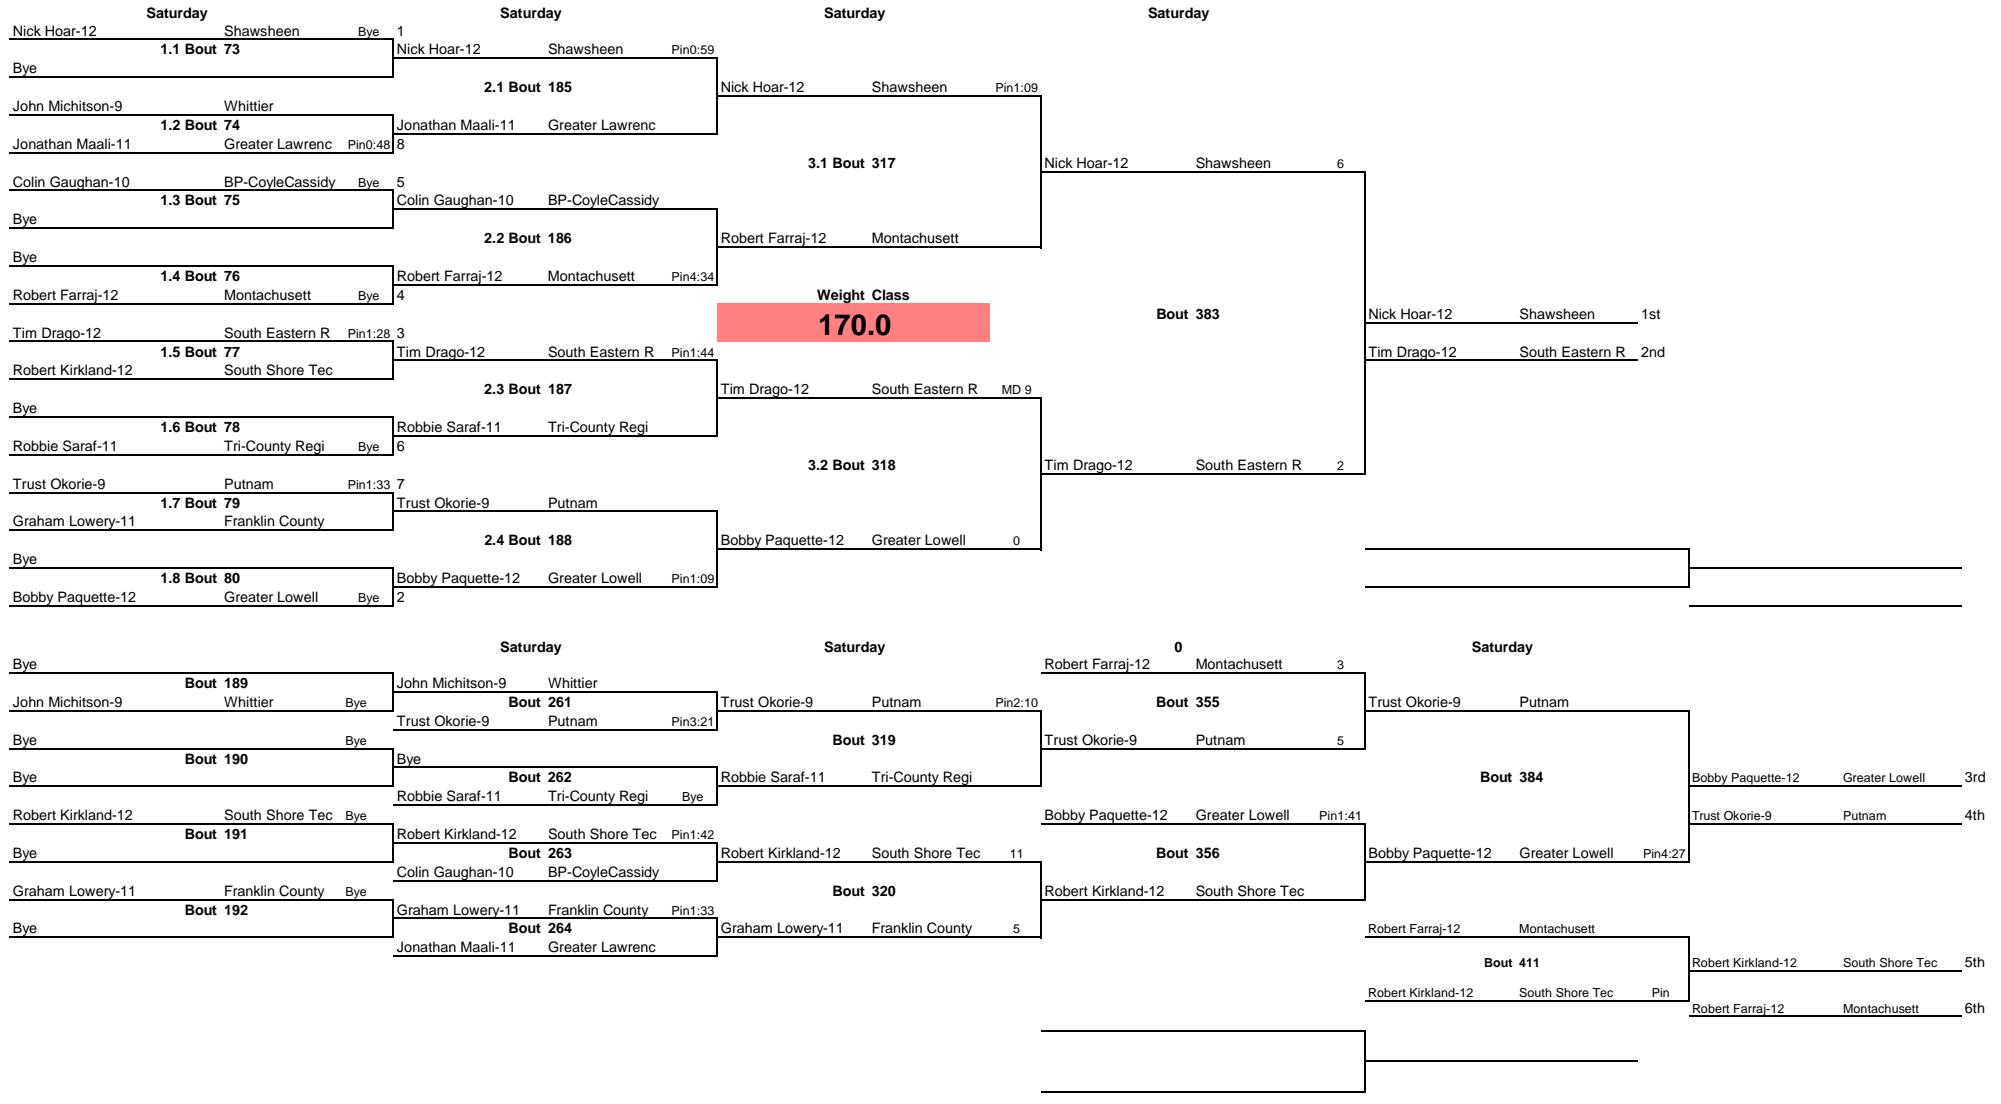 Saturday Saturday Saturday Saturday
Nick Hoar-12 Shawsheen Bye 1
1.1 Bout 73 Nick Hoar-12 Shawsheen Pin0:59
Bye
2.1 Bout 185 Nick Hoar-12 Shawsheen Pin1:09
John Michitson-9 Whittier
1.2 Bout 74 Jonathan Maali-11 Greater Lawrenc
Jonathan Maali-11 Greater Lawrenc Pin0:48 8
3.1 Bout 317 Nick Hoar-12 Shawsheen 6
Colin Gaughan-10 BP-CoyleCassidy Bye 5
1.3 Bout 75 Colin Gaughan-10 BP-CoyleCassidy
Bye
2.2 Bout 186 Robert Farraj-12 Montachusett
Bye
1.4 Bout 76 Robert Farraj-12 Montachusett Pin4:34
Robert Farraj-12 Montachusett Bye 4 Weight Class
170.0 Bout 383 Nick Hoar-12 Shawsheen 1st
Tim Drago-12 South Eastern R Pin1:28 3
1.5 Bout 77 Tim Drago-12 South Eastern R Pin1:44 Tim Drago-12 South Eastern R 2nd
Robert Kirkland-12 South Shore Tec
2.3 Bout 187 Tim Drago-12 South Eastern R MD 9
Bye
1.6 Bout 78 Robbie Saraf-11 Tri-County Regi
Robbie Saraf-11 Tri-County Regi Bye 6
3.2 Bout 318 Tim Drago-12 South Eastern R 2
Trust Okorie-9 Putnam Pin1:33 7
1.7 Bout 79 Trust Okorie-9 Putnam
Graham Lowery-11 Franklin County
2.4 Bout 188 Bobby Paquette-12 Greater Lowell 0
Bye
1.8 Bout 80 Bobby Paquette-12 Greater Lowell Pin1:09
Bobby Paquette-12 Greater Lowell Bye 2
Saturday Saturday 0 Saturday
Bye Robert Farraj-12 Montachusett 3
Bout 189 John Michitson-9 Whittier
John Michitson-9 Whittier Bye Bout 261 Trust Okorie-9 Putnam Pin2:10 Bout 355 Trust Okorie-9 Putnam
Trust Okorie-9 Putnam Pin3:21
Bye Bye Bout 319 Trust Okorie-9 Putnam 5
Bout 190 Bye
Bye Bout 262 Robbie Saraf-11 Tri-County Regi Bout 384 Bobby Paquette-12 Greater Lowell 3rd
Robbie Saraf-11 Tri-County Regi Bye
Robert Kirkland-12 South Shore Tec Bye Bobby Paquette-12 Greater Lowell Pin1:41 Trust Okorie-9 Putnam 4th
Bout 191 Robert Kirkland-12 South Shore Tec Pin1:42
Bye Bout 263 Robert Kirkland-12 South Shore Tec 11 Bout 356 Bobby Paquette-12 Greater Lowell Pin4:27
Colin Gaughan-10 BP-CoyleCassidy
Graham Lowery-11 Franklin County Bye Bout 320 Robert Kirkland-12 South Shore Tec
Bout 192 Graham Lowery-11 Franklin County Pin1:33
Bye Bout 264 Graham Lowery-11 Franklin County 5 Robert Farraj-12 Montachusett
Jonathan Maali-11 Greater Lawrenc
Bout 411 Robert Kirkland-12 South Shore Tec 5th
Robert Kirkland-12 South Shore Tec Pin
Robert Farraj-12 Montachusett 6th